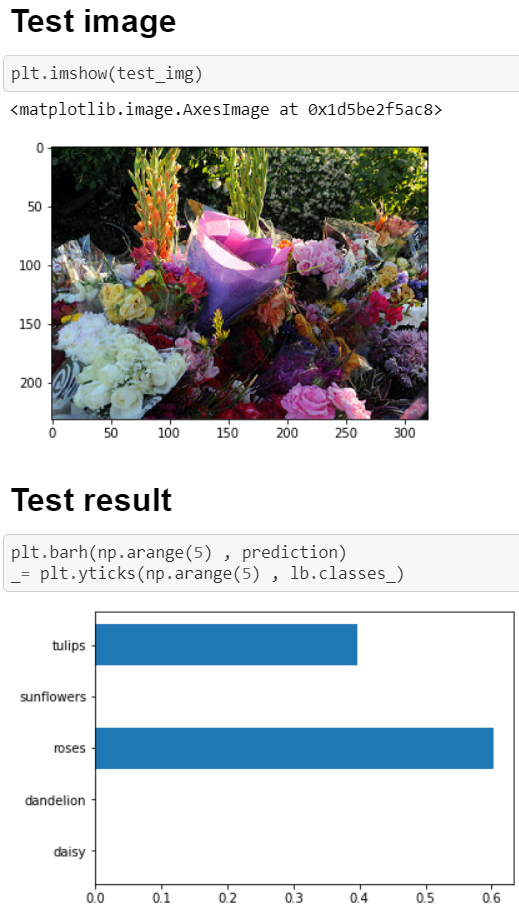 Test image
plt.imshow(test_img)
<matplotlib.image.AxesImage at 0x1d5be2f5ac8>
0
50
100
150
200
0 50 100 150 200 250 300
Test result
plt.barh(np.arange(5) , prediction)
_= plt.yticks(np.arange(5) , lb.classes_)
tulips
sunflowers
roses
dandelion
daisy
0.0 0.1 0.2 0.3 0.4 0.5 0.6